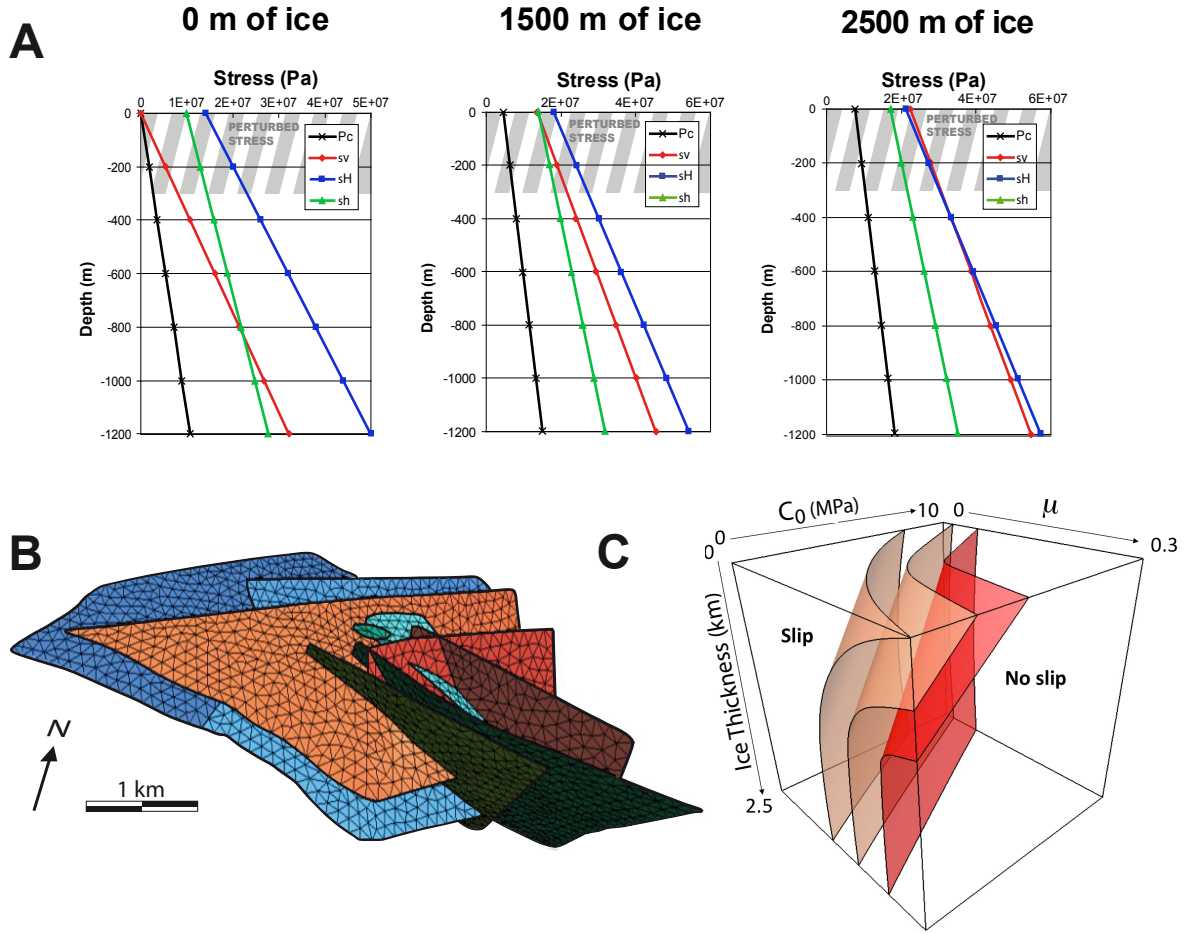 A
0 m of ice
1500 m of ice
2500 m of ice
Stress (Pa)
0 1E+07 2E+07 3E+07 4E+07 5E+07
0
-200
-400
-600
-800
-1000
-1200
Depth (m)
PERTURBED
STRESS
Pc
sv
sH
sh
Stress (Pa)
0 2E+07 4E+07 6E+07
0
-200
-400
-600
-800
-1000
-1200
Depth (m)
PERTURBED
STRESS
Pc
sv
sH
sh
Stress (Pa)
0 2E+07 4E+07 6E+07
0
-200
-400
-600
-800
-1000
-1200
Depth (m)
PERTURBED
STRESS
Pc
sv
sH
sh
B
N
1 km
C
0 C0 (MPa) 10
0 μ 0.3
0
Ice Thickness (km)
2.5
Slip
No slip